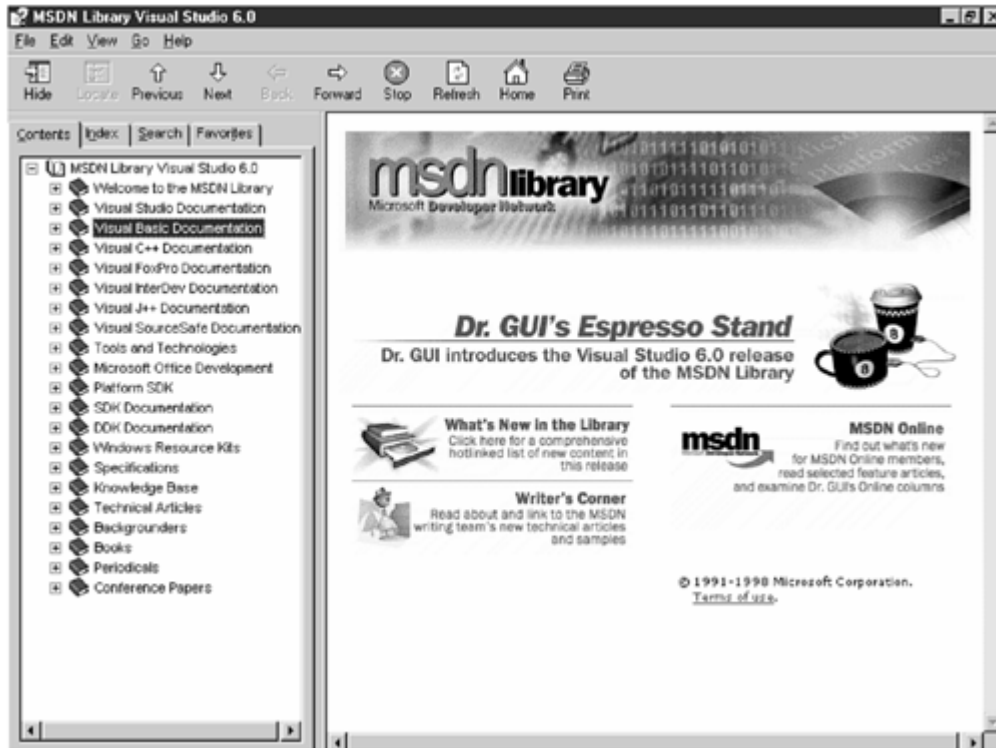 MSDN Library Visual Studio 6.0
File Edit View Go Help
Hide Locate Previous Next Back Forward Stop Refresh Home Print
Contents Index Search Favorites
MSDN Library Visual Studio 6.0
Welcome to the MSDN Library
Visual Studio Documentation
Visual Basic Documentation
Visual C++ Documentation
Visual FoxPro Documentation
Visual InterDev Documentation
Visual J++ Documentation
Visual SourceSafe Documentation
Tools and Technologies
Microsoft Office Development
Platform SDK
SDK Documentation
DDK Documentation
Windows Resource Kits
Specifications
Knowledge Base
Technical Articles
Backgrounders
Books
Periodicals
Conference Papers
msdn library
Microsoft Developer Network
Dr. GUI's Espresso Stand
Dr. GUI introduces the Visual Studio 6.0 release
of the MSDN Library
What's New in the Library
Click here for a comprehensive
hotlinked list of new content in
this release
Writer's Corner
Read about and link to the MSDN
writing team's new technical articles
and samples
msdn
MSDN Online
Find out what's new
for MSDN Online members,
read selected feature articles,
and examine Dr. GUI's Online columns
© 1991-1998 Microsoft Corporation.
Terms of use.